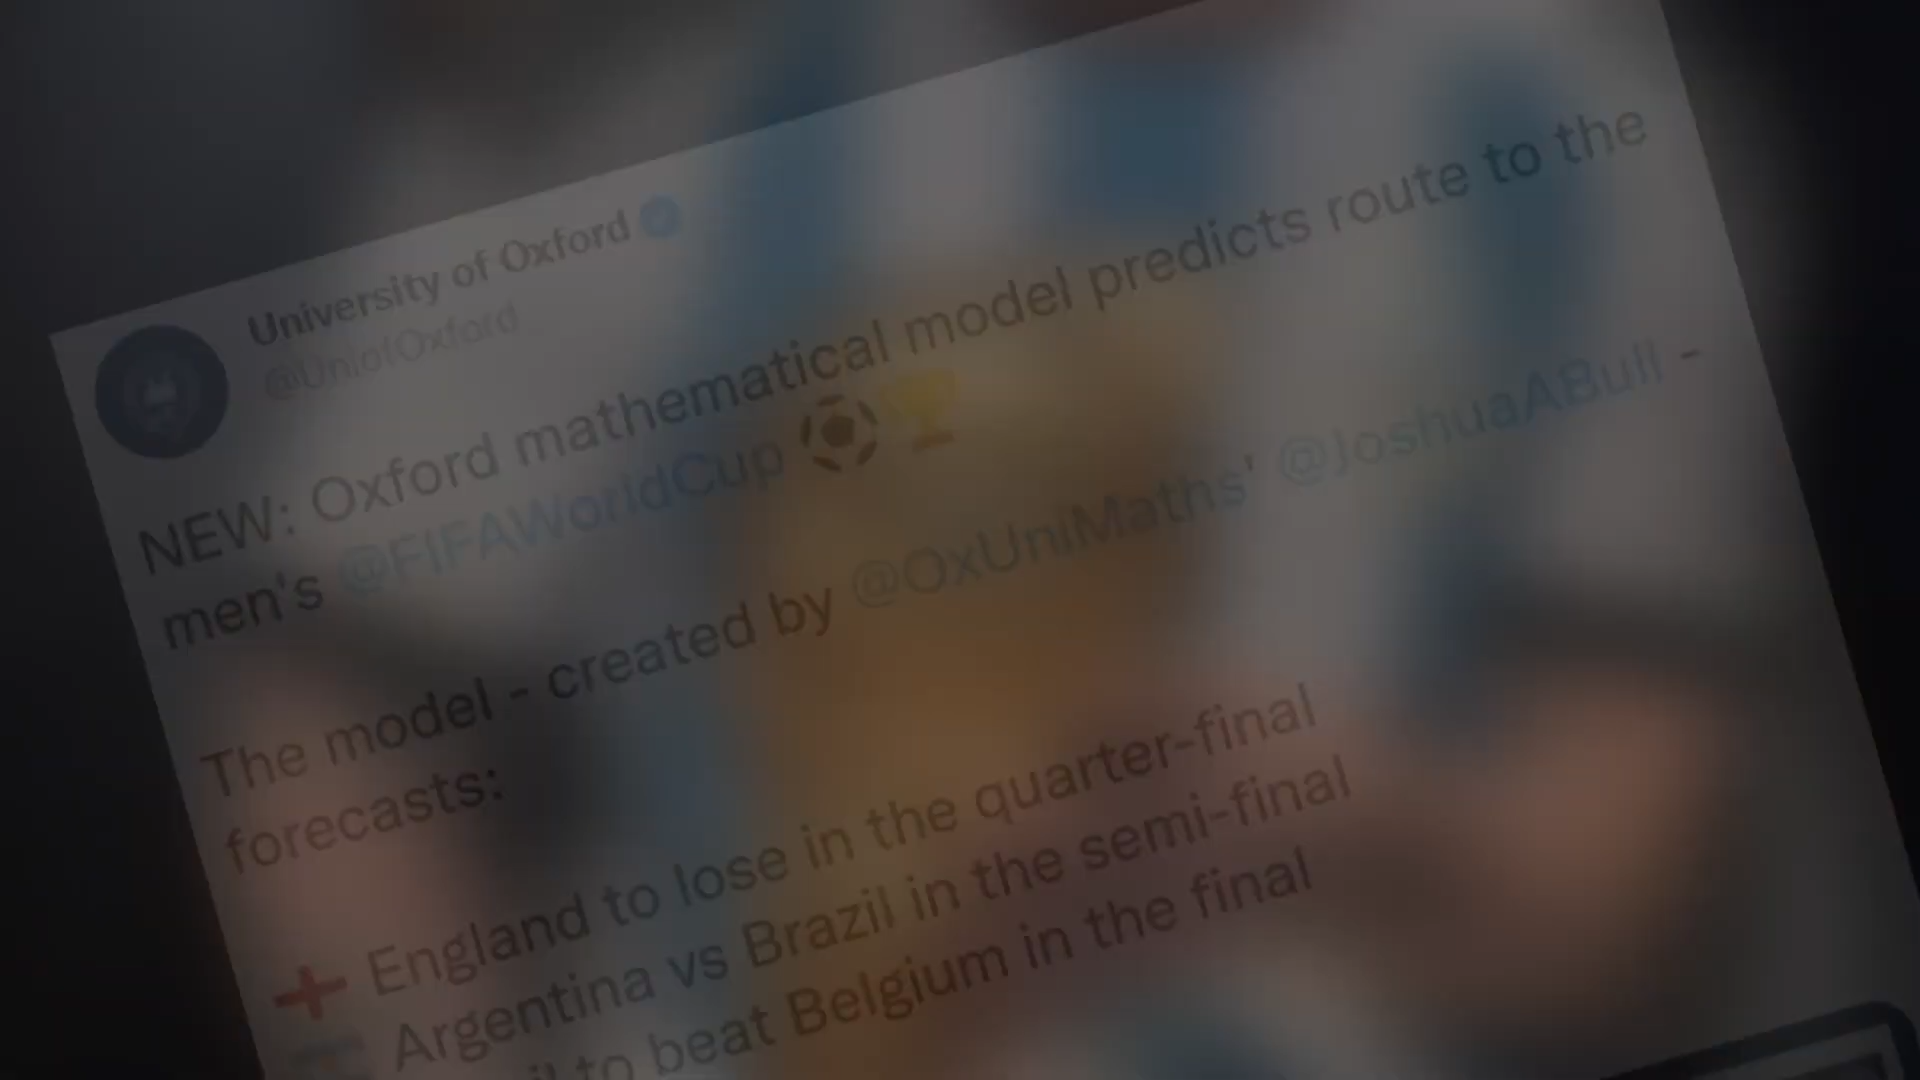 University of Oxford
@UniofOxford
NEW: Oxford mathematical model predicts route to the
men's @FIFAWorldCup
The model - created by @OxUniMaths' @JoshuaABull -
forecasts:
England to lose in the quarter-final
Argentina vs Brazil in the semi-final
to beat Belgium in the final